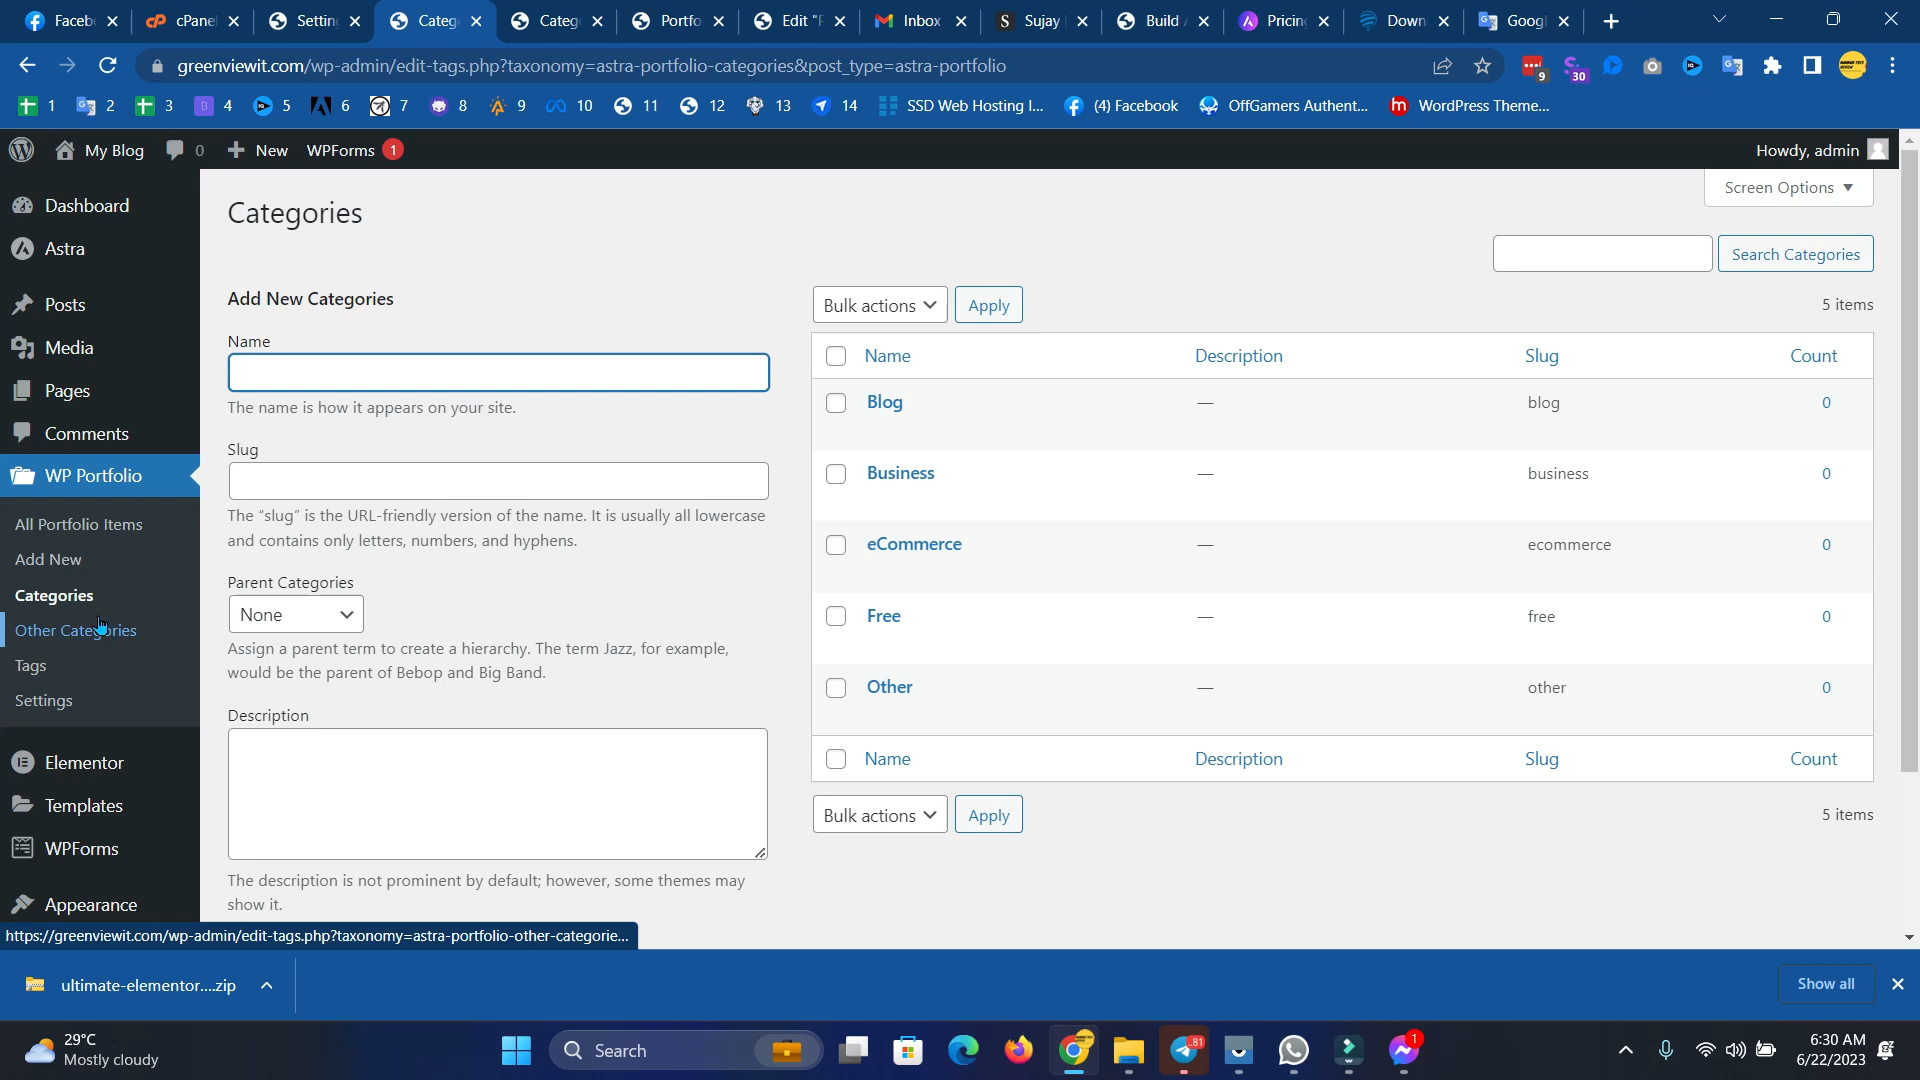 Faceb
cPane
Settin
Categ
Categ
Portfo
Edit "P
Inbox
Sujay
Build
Pricin
Down
Googl
greenviewit.com/wp-admin/edit-tags.php?taxonomy=astra-portfolio-categories&post_type=astra-portfolio
9
30
1
2
3
4
5
6
7
8
9
10
11
12
13
14
SSD Web Hosting I...
(4) Facebook
OffGamers Authent...
WordPress Theme...
My Blog
0
New
WPForms
1
Howdy, admin
Screen Options
Dashboard
Astra
Posts
Media
Pages
Comments
WP Portfolio
All Portfolio Items
Add New
Categories
Other Categories
Tags
Settings
Elementor
Templates
WPForms
Appearance
Categories
Search Categories
Add New Categories
Name
The name is how it appears on your site.
Slug
The "slug" is the URL-friendly version of the name. It is usually all lowercase
and contains only letters, numbers, and hyphens.
Parent Categories
None
Assign a parent term to create a hierarchy. The term Jazz, for example,
would be the parent of Bebop and Big Band.
Description
The description is not prominent by default; however, some themes may
show it.
Bulk actions
Apply
5 items
Name Description Slug Count
Blog — blog 0
Business — business 0
eCommerce — ecommerce 0
Free — free 0
Other — other 0
Name Description Slug Count
Bulk actions
Apply
5 items
https://greenviewit.com/wp-admin/edit-tags.php?taxonomy=astra-portfolio-other-categorie...
ultimate-elementor....zip
Show all
29°C
Mostly cloudy
Search
81
1
6:30 AM
6/22/2023